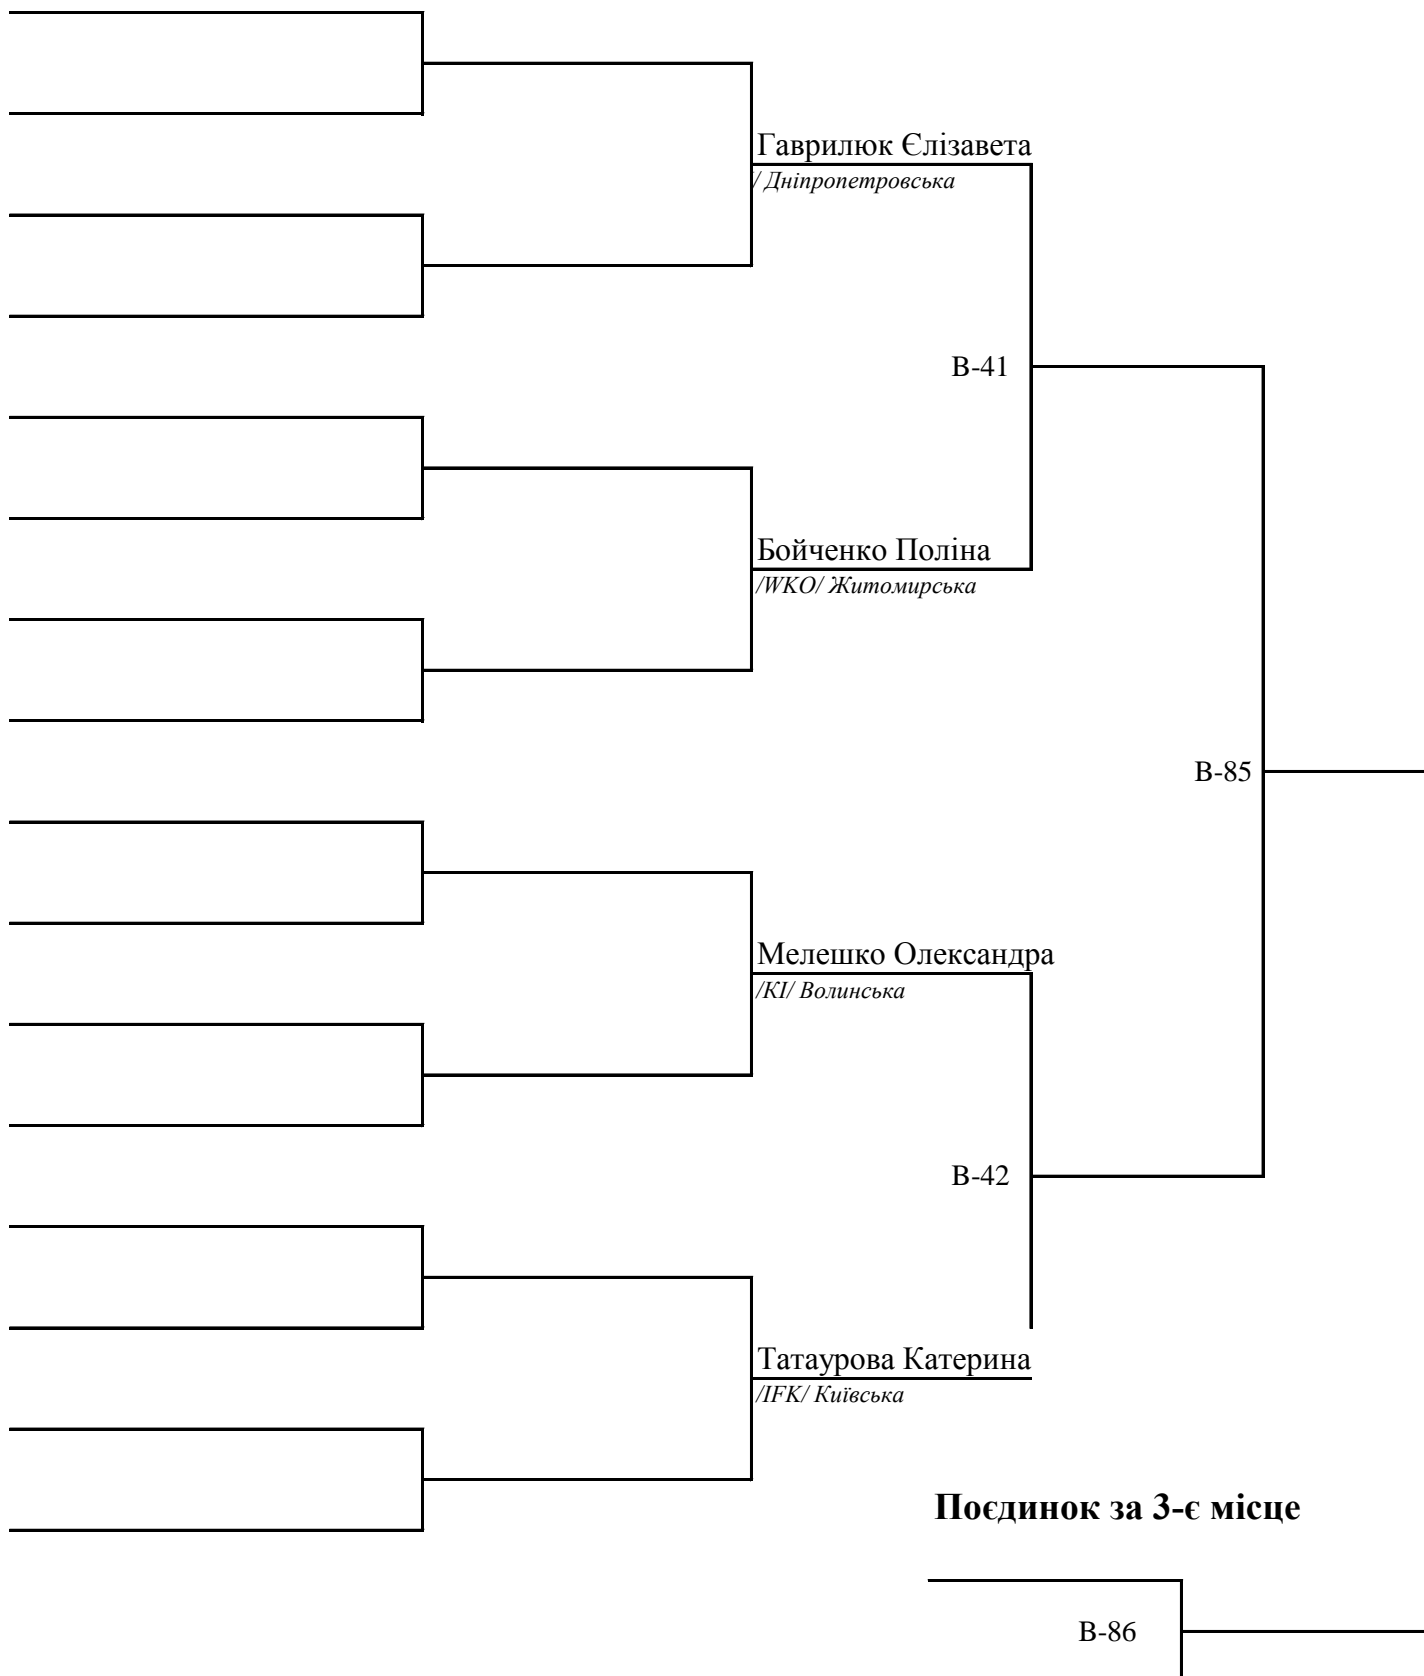 Гаврилюк Єлізавета
/ Дніпропетровська
В-41
Бойченко Поліна
/WKO/ Житомирська
В-85
Мелешко Олександра
/KI/ Волинська
В-42
Татаурова Катерина
/IFK/ Київська
Поєдинок за 3-є місце
В-86